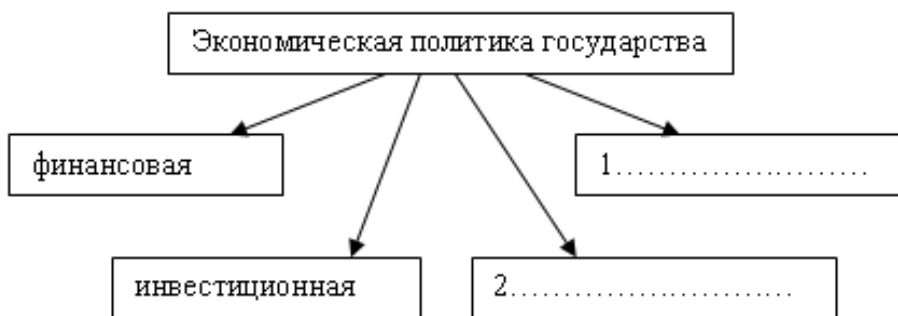 Экономическая политика государства
финансовая
1……………………
инвестиционная
2………………………